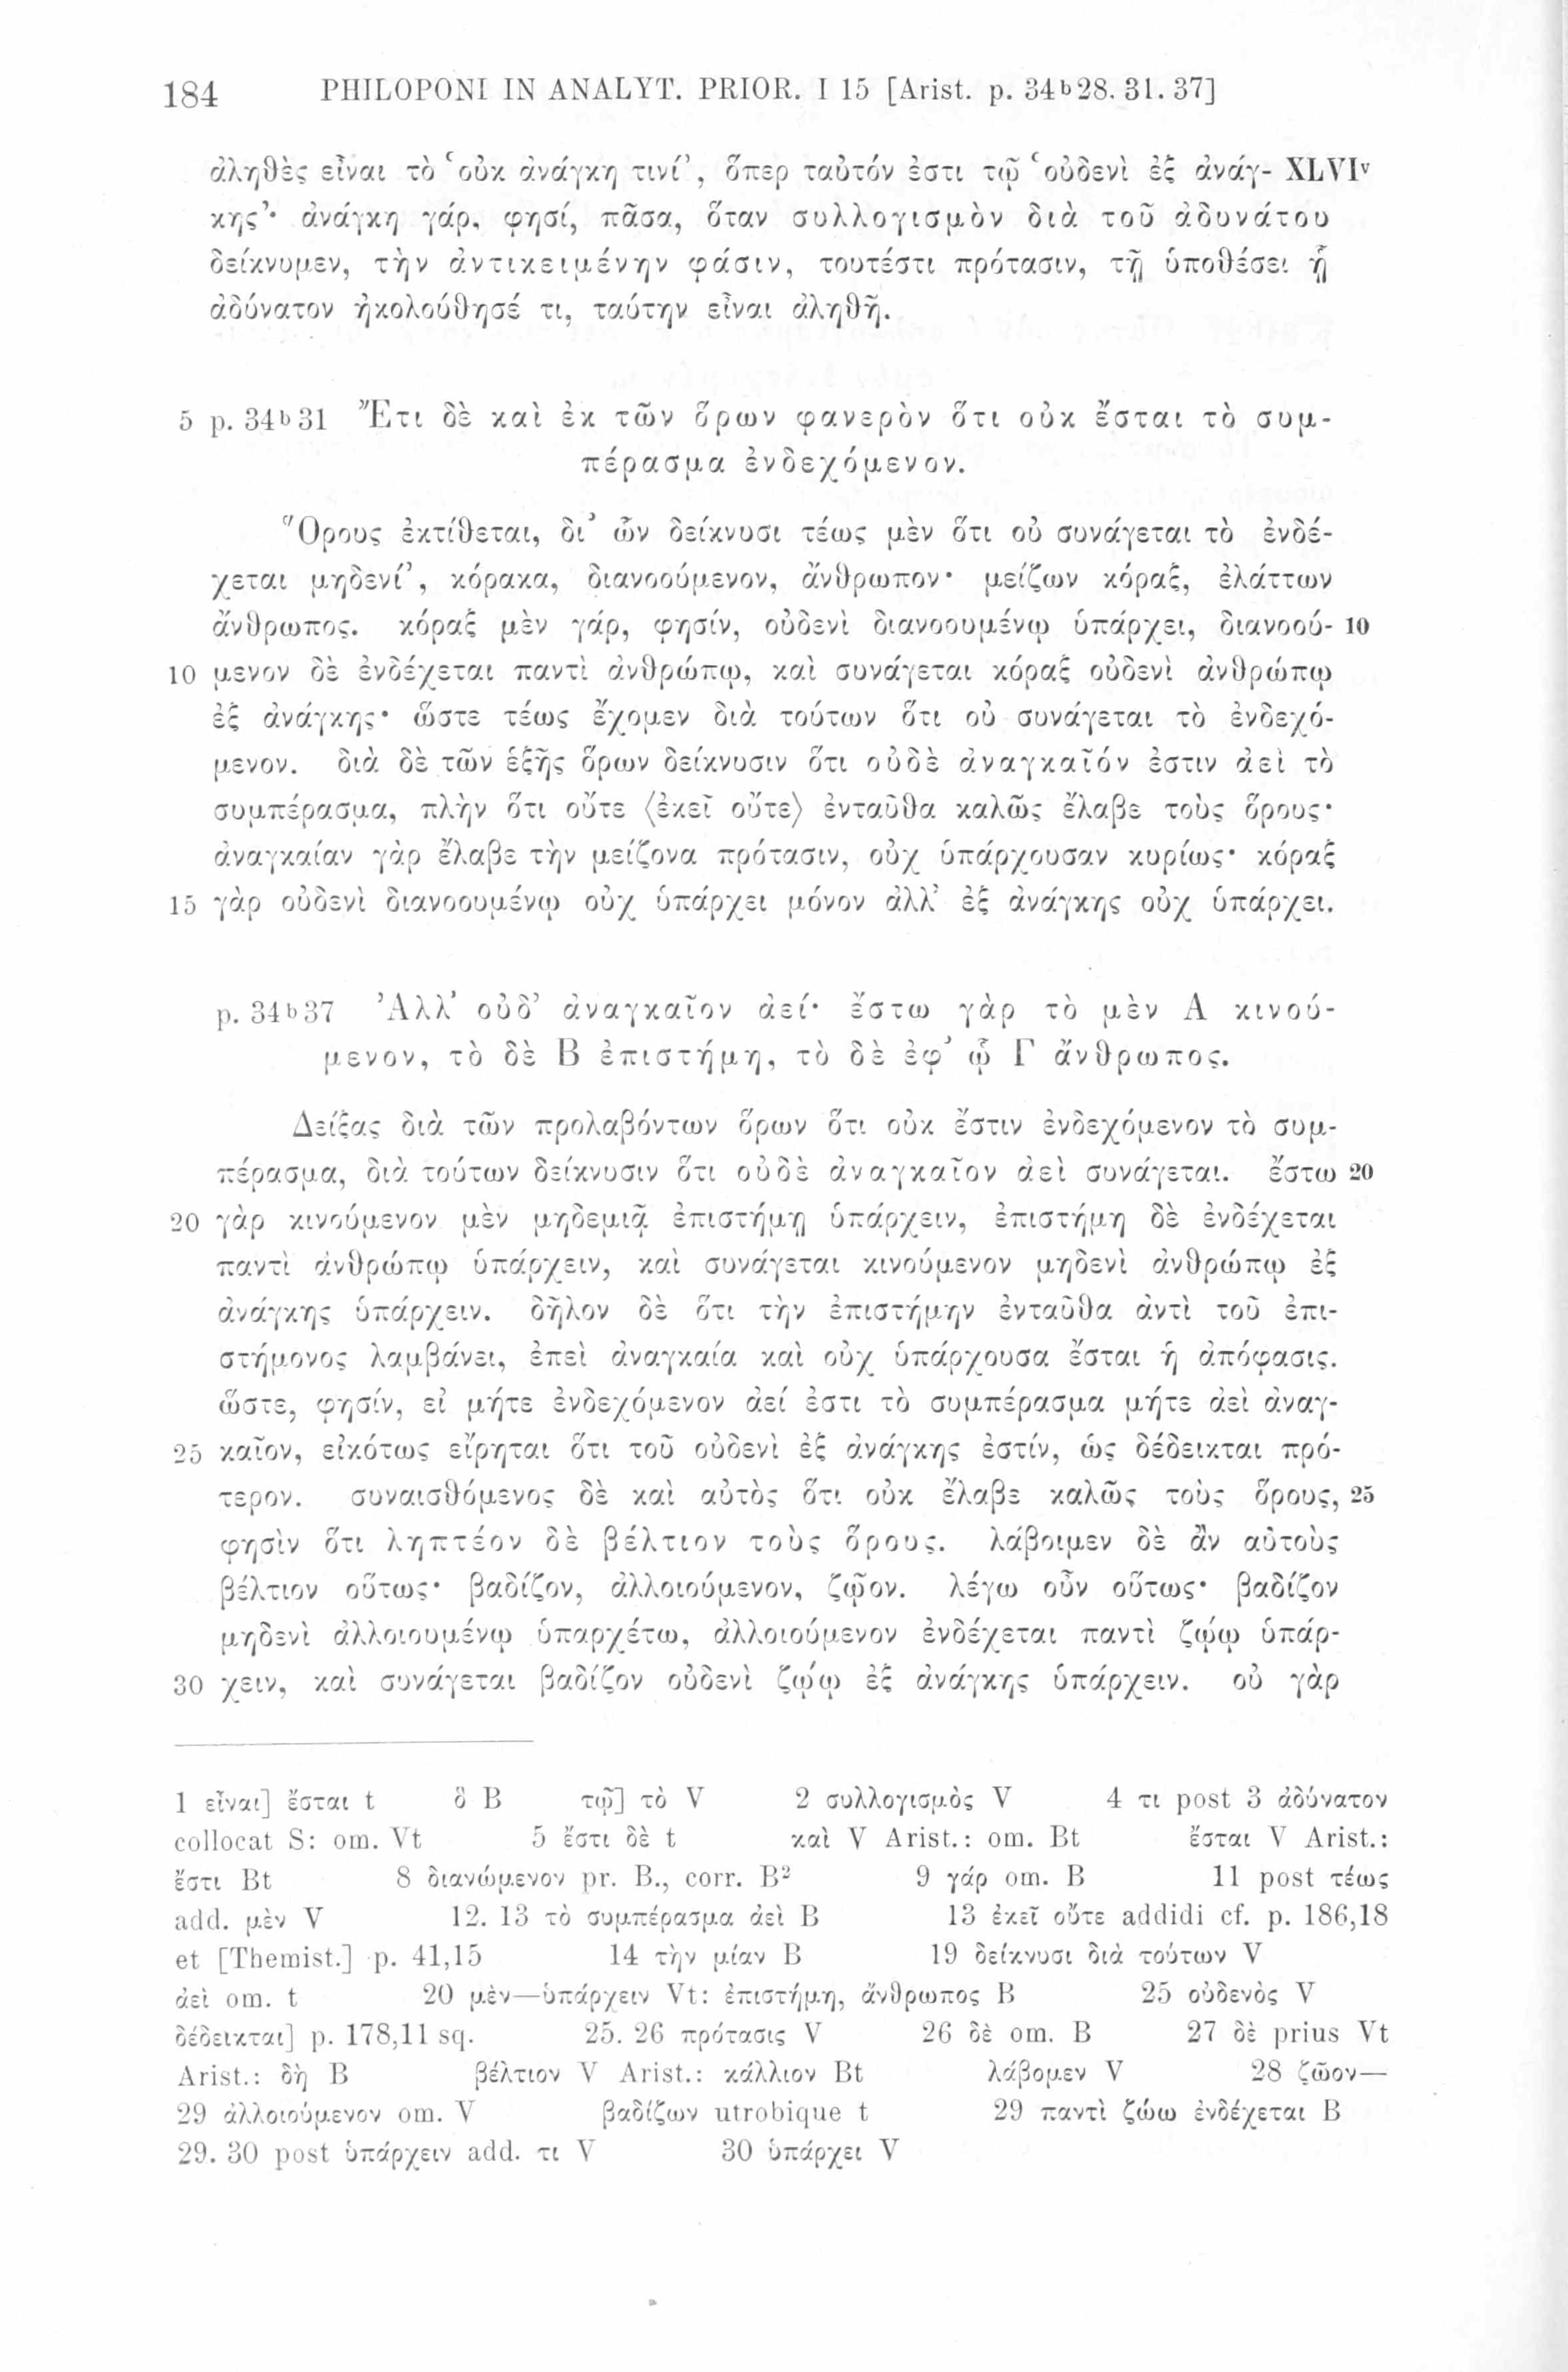 184 PHILOPONI IN ANALYT. PRIOR. I 15 [Arist. p. 34b28. 31. 37]
ἀληθὲς εἶναι τὸ ‘οὐκ ἀνάγκη τινί’, ὅπερ ταὐτόν ἐστι τῷ ‘οὐδενὶ ἐξ ἀνάγ- XLVIv
κης’· ἀνάγκη γάρ, φησί, πᾶσα, ὅταν συλλογισμὸν διὰ τοῦ ἀδυνάτου
δείκνυμεν, τὴν ἀντικειμένην φάσιν, τουτέστι πρότασιν, τῇ ὑποθέσει ᾗ
ἀδύνατον ἠκολούθησέ τι, ταύτην εἶναι ἀληθῆ.
5 p. 34b31 Ἔτι δὲ καὶ ἐκ τῶν ὅρων φανερὸν ὅτι οὐκ ἔσται τὸ συμ-
πέρασμα ἐνδεχόμενον.
Ὅρους ἐκτίθεται, δι’ ὧν δείκνυσι τέως μὲν ὅτι οὐ συνάγεται τὸ ἐνδέ-
χεται μηδενί’, κόρακα, διανοούμενον, ἄνθρωπον· μείζων κόραξ, ἐλάττων
ἄνθρωπος. κόραξ μὲν γάρ, φησίν, οὐδενὶ διανοουμένῳ ὑπάρχει, διανοού- 10
10 μενον δὲ ἐνδέχεται παντὶ ἀνθρώπῳ, καὶ συνάγεται κόραξ οὐδενὶ ἀνθρώπῳ
ἐξ ἀνάγκης· ὥστε τέως ἔχομεν διὰ τούτων ὅτι οὐ συνάγεται τὸ ἐνδεχό-
μενον. διὰ δὲ τῶν ἑξῆς ὅρων δείκνυσιν ὅτι οὐδὲ ἀναγκαῖόν ἐστιν ἀεὶ τὸ
συμπέρασμα, πλὴν ὅτι οὔτε ⟨ἐκεῖ οὔτε⟩ ἐνταῦθα καλῶς ἔλαβε τοὺς ὅρους·
ἀναγκαίαν γὰρ ἔλαβε τὴν μείζονα πρότασιν, οὐχ ὑπάρχουσαν κυρίως· κόραξ
15 γὰρ οὐδενὶ διανοουμένῳ οὐχ ὑπάρχει μόνον ἀλλ’ ἐξ ἀνάγκης οὐχ ὑπάρχει.
p. 34b37 Ἀλλ’ οὐδ’ ἀναγκαῖον ἀεί· ἔστω γὰρ τὸ μὲν Α κινού-
μενον, τὸ δὲ Β ἐπιστήμη, τὸ δὲ ἐφ’ ᾧ Γ ἄνθρωπος.
Δείξας διὰ τῶν προλαβόντων ὅρων ὅτι οὐκ ἔστιν ἐνδεχόμενον τὸ συμ-
πέρασμα, διὰ τούτων δείκνυσιν ὅτι οὐδὲ ἀναγκαῖον ἀεὶ συνάγεται. ἔστω 20
20 γὰρ κινούμενον μὲν μηδεμιᾷ ἐπιστήμῃ ὑπάρχειν, ἐπιστήμη δὲ ἐνδέχεται
παντὶ ἀνθρώπῳ ὑπάρχειν, καὶ συνάγεται κινούμενον μηδενὶ ἀνθρώπῳ ἐξ
ἀνάγκης ὑπάρχειν. δῆλον δὲ ὅτι τὴν ἐπιστήμην ἐνταῦθα ἀντὶ τοῦ ἐπι-
στήμονος λαμβάνει, ἐπεὶ ἀναγκαία καὶ οὐχ ὑπάρχουσα ἔσται ἡ ἀπόφασις.
ὥστε, φησίν, εἰ μήτε ἐνδεχόμενον ἀεί ἐστι τὸ συμπέρασμα μήτε ἀεὶ ἀναγ-
25 καῖον, εἰκότως εἴρηται ὅτι τοῦ οὐδενὶ ἐξ ἀνάγκης ἐστίν, ὡς δέδεικται πρό-
τερον. συναισθόμενος δὲ καὶ αὐτὸς ὅτι οὐκ ἔλαβε καλῶς τοὺς ὅρους, 25
φησὶν ὅτι ληπτέον δὲ βέλτιον τοὺς ὅρους. λάβοιμεν δὲ ἂν αὐτοὺς
βέλτιον οὕτως· βαδίζον, ἀλλοιούμενον, ζῷον. λέγω οὖν οὕτως· βαδίζον
μηδενὶ ἀλλοιουμένῳ ὑπαρχέτω, ἀλλοιούμενον ἐνδέχεται παντὶ ζῴῳ ὑπάρ-
30 χειν, καὶ συνάγεται βαδίζον οὐδενὶ ζῴῳ ἐξ ἀνάγκης ὑπάρχειν. οὐ γὰρ
1 εἶναι] ἔσται t ὃ B τῷ] τὸ V 2 συλλογισμὸς V 4 τι post 3 ἀδύνατον
collocat S: om. Vt 5 ἔστι δὲ t καὶ V Arist.: om. Bt ἔσται V Arist.:
ἔστι Bt 8 διανώμενον pr. B., corr. B2 9 γάρ om. B 11 post τέως
add. μὲν V 12. 13 τὸ συμπέρασμα ἀεὶ B 13 ἐκεῖ οὔτε addidi cf. p. 186,18
et [Themist.] p. 41,15 14 τὴν μίαν B 19 δείκνυσι διὰ τούτων V
ἀεὶ om. t 20 μὲν—ὑπάρχειν Vt: ἐπιστήμη, ἄνθρωπος B 25 οὐδενὸς V
δέδεικται] p. 178,11 sq. 25. 26 πρότασις V 26 δὲ om. B 27 δὲ prius Vt
Arist.: δὴ B βέλτιον V Arist.: κάλλιον Bt λάβομεν V 28 ζῶον—
29 ἀλλοιούμενον om. V βαδίζων utrobique t 29 παντὶ ζώω ἐνδέχεται B
29. 30 post ὑπάρχειν add. τι V 30 ὑπάρχει V